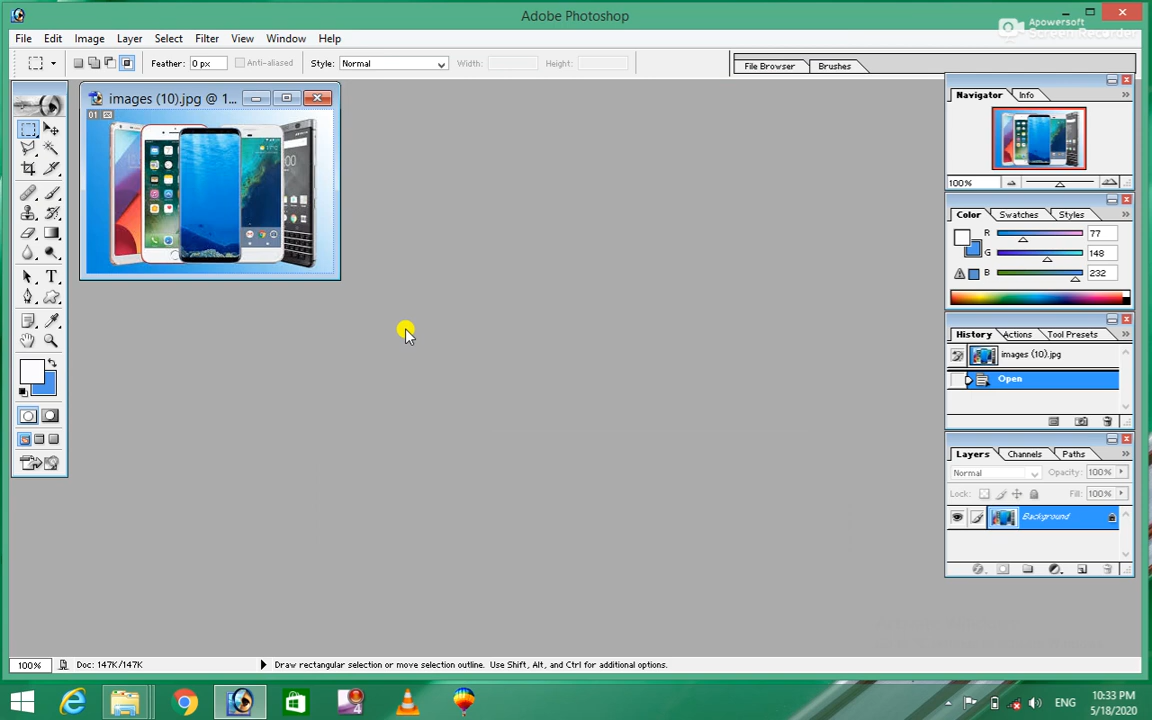 Adobe Photoshop
Apowersoft
Screen Recorder
File Edit Image Layer Select Filter View Window Help
Feather: 0 px Anti-aliased Style: Normal Width: Height: File Browser Brushes
images (10).jpg @ 1...
01
Navigator Info
100%
Color Swatches Styles
R 77
G 148
B 232
History Actions Tool Presets
images (10).jpg
Open
Layers Channels Paths
Normal Opacity: 100%
Lock: Fill: 100%
Background
T
100% Doc: 147K/147K Draw rectangular selection or move selection outline. Use Shift, Alt, and Ctrl for additional options.
4 ENG 10:33 PM
5/18/2020